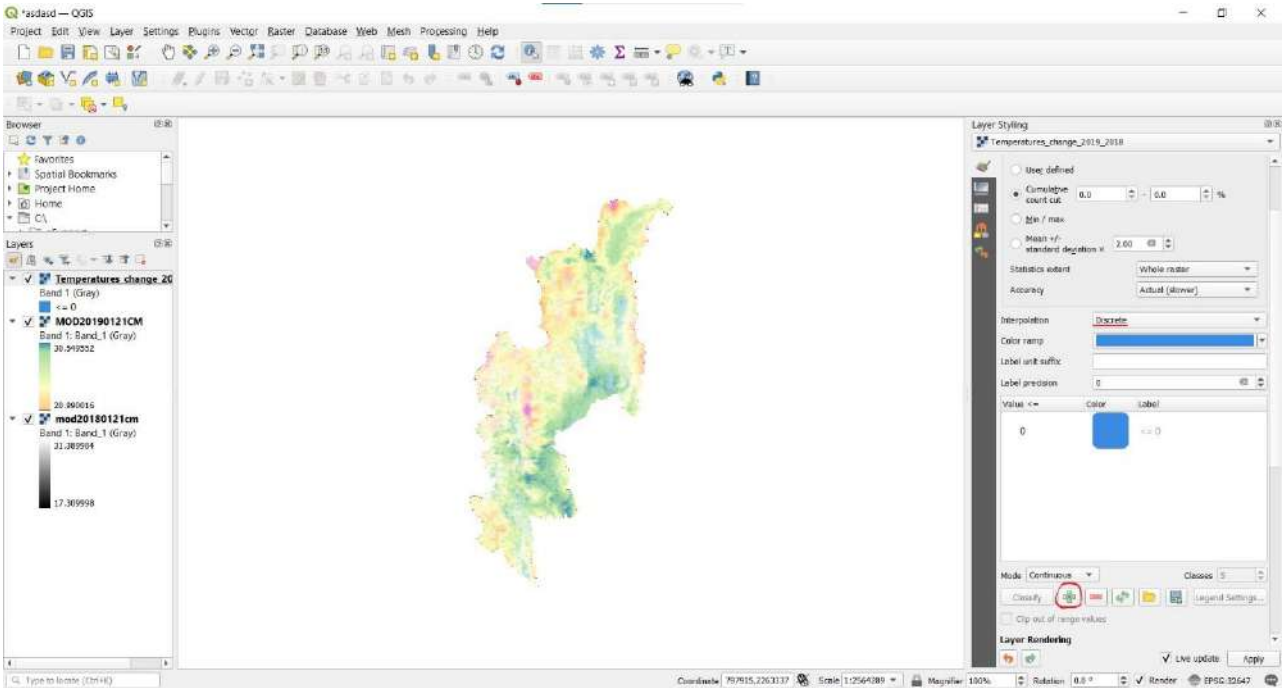 *asdasd — QGIS
Project Edit View Layer Settings Plugins Vector Raster Database Web Mesh Processing Help
Browser
Favorites
Spatial Bookmarks
Project Home
Home
C:\
Layers
Temperatures_change_20
Band 1 (Gray)
<= 0
MOD20190121CM
Band 1: Band_1 (Gray)
30.549552
20.990016
mod20180121cm
Band 1: Band_1 (Gray)
31.389984
17.309998
Type to locate (Ctrl+K)
Coordinate 797915,2263137 Scale 1:2564289 Magnifier 100% Rotation 0.0 ° Render EPSG:32647
Layer Styling
Temperatures_change_2019_2018
User defined
Cumulative
count cut 0.0 - 0.0 %
Min / max
Mean +/-
standard deviation × 2.00
Statistics extent Whole raster
Accuracy Actual (slower)
Interpolation Discrete
Color ramp
Label unit suffix
Label precision 0
Value <= Color Label
0 <= 0
Mode Continuous Classes 5
Classify Legend Settings...
Clip out of range values
Layer Rendering
Live update Apply